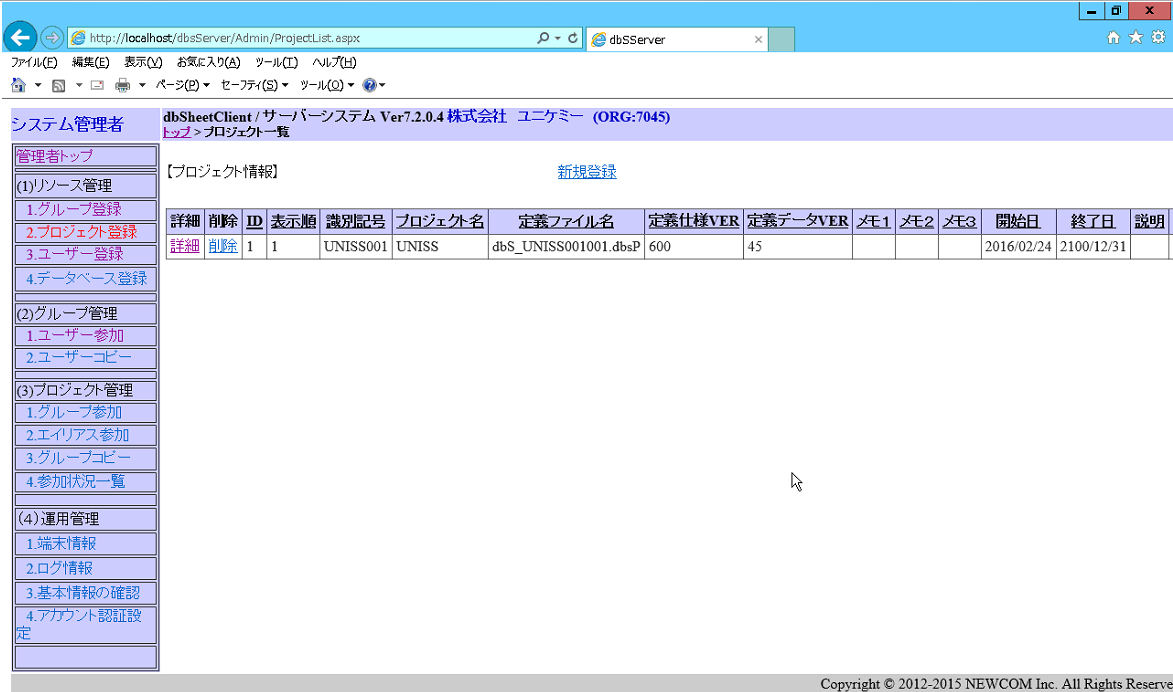 http://localhost/dbsServer/Admin/ProjectList.aspx
dbSServer
ファイル(F) 編集(E) 表示(V) お気に入り(A) ツール(T) ヘルプ(H)
ページ(P) セーフティ(S) ツール(O)
システム管理者
dbSheetClient / サーバーシステム Ver7.2.0.4 株式会社 ユニケミー (ORG:7045)
トップ > プロジェクト一覧
管理者トップ
(1)リソース管理
1.グループ登録
2.プロジェクト登録
3.ユーザー登録
4.データベース登録
(2)グループ管理
1.ユーザー参加
2.ユーザーコピー
(3)プロジェクト管理
1.グループ参加
2.エイリアス参加
3.グループコピー
4.参加状況一覧
(4)運用管理
1.端末情報
2.ログ情報
3.基本情報の確認
4.アカウント認証設
定
【プロジェクト情報】 新規登録
詳細 削除 ID 表示順 識別記号 プロジェクト名 定義ファイル名 定義仕様VER 定義データVER メモ1 メモ2 メモ3 開始日 終了日 説明
詳細 削除 1 1 UNISS001 UNISS dbS_UNISS001001.dbsP 600 45 2016/02/24 2100/12/31
Copyright © 2012-2015 NEWCOM Inc. All Rights Reserve